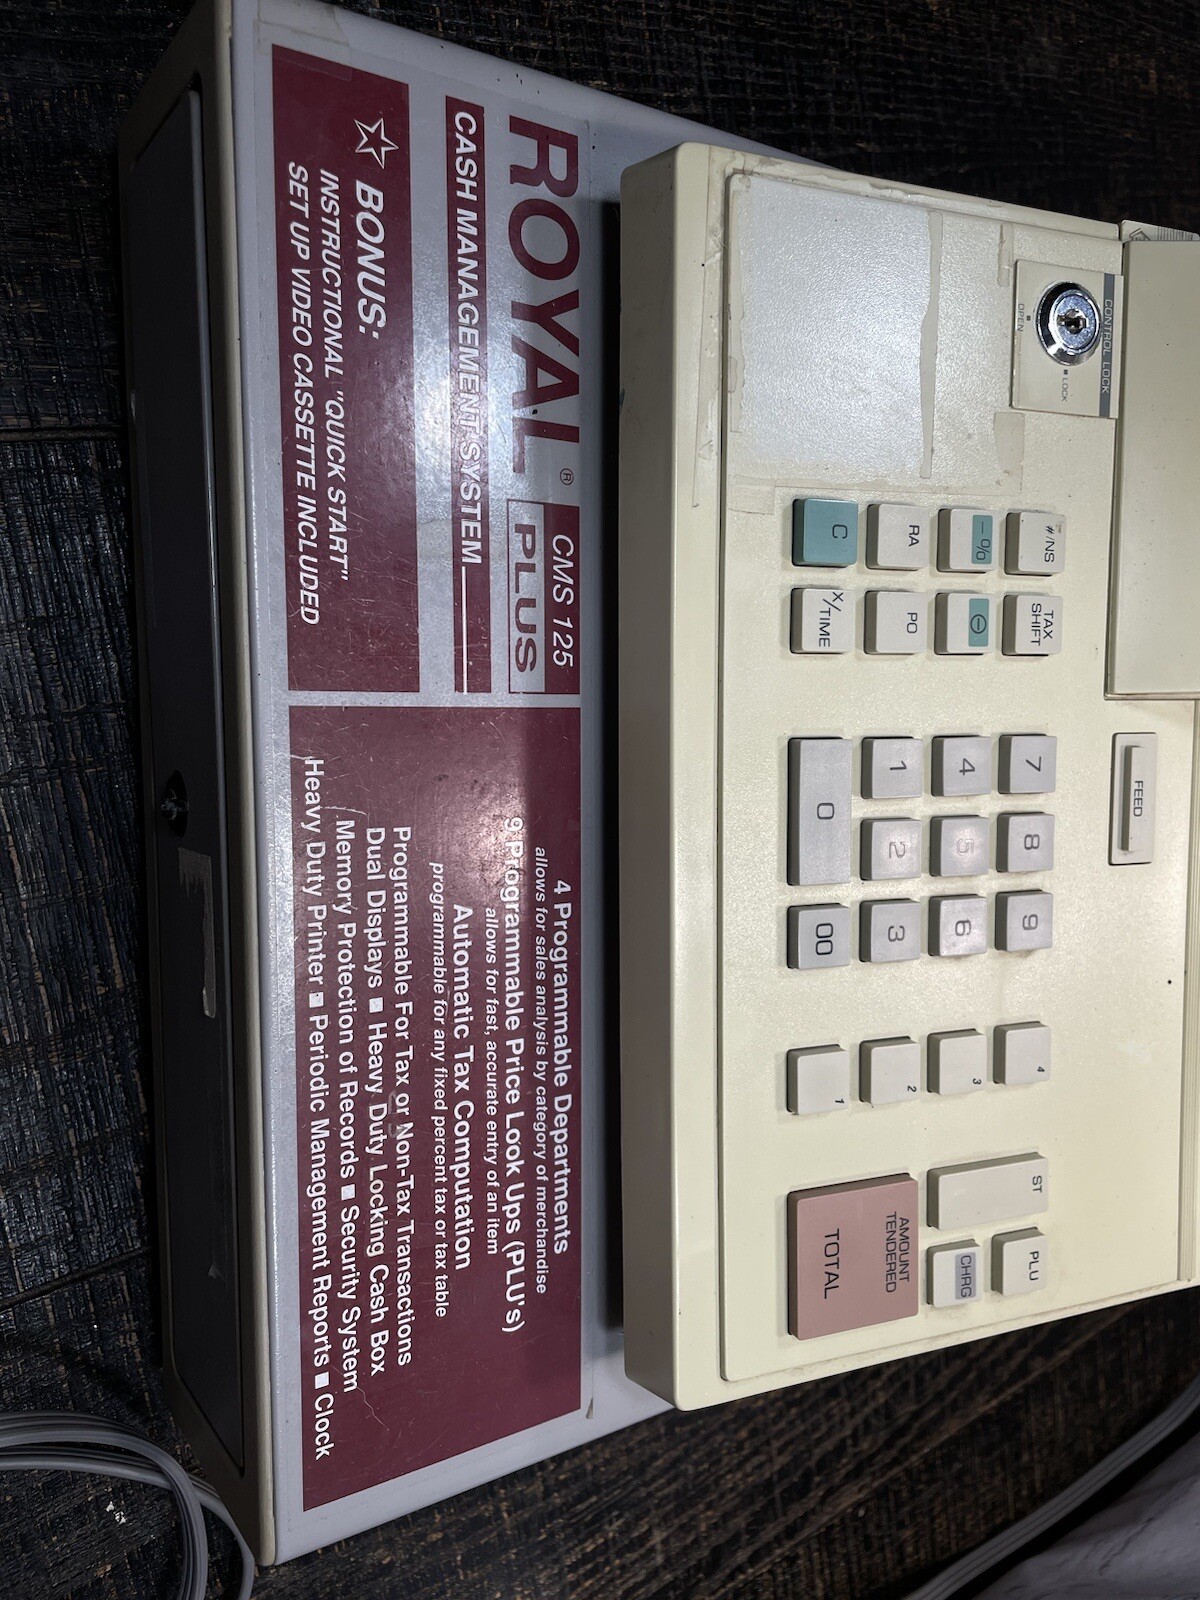 ROYAL® CMS 125
PLUS
CASH MANAGEMENT SYSTEM
BONUS:
INSTRUCTIONAL "QUICK START"
SET UP VIDEO CASSETTE INCLUDED
4 Programmable Departments
allows for sales analysis by category of merchandise
9 Programmable Price Look Ups (PLU's)
allows for fast, accurate entry of an item
Automatic Tax Computation
programmable for any fixed percent tax or tax table
Programmable For Tax or Non-Tax Transactions
Dual Displays ■ Heavy Duty Locking Cash Box
Memory Protection of Records ■ Security System
Heavy Duty Printer ■ Periodic Management Reports ■ Clock
CONTROL LOCK
LOCK
OPEN
FEED
#/NS
TAX
SHIFT
7
8
9
4
ST
PLU
-%
⊖
4
5
6
3
CHRG
RA
PO
1
2
3
2
AMOUNT
TENDERED
TOTAL
C
X/TIME
0
00
1